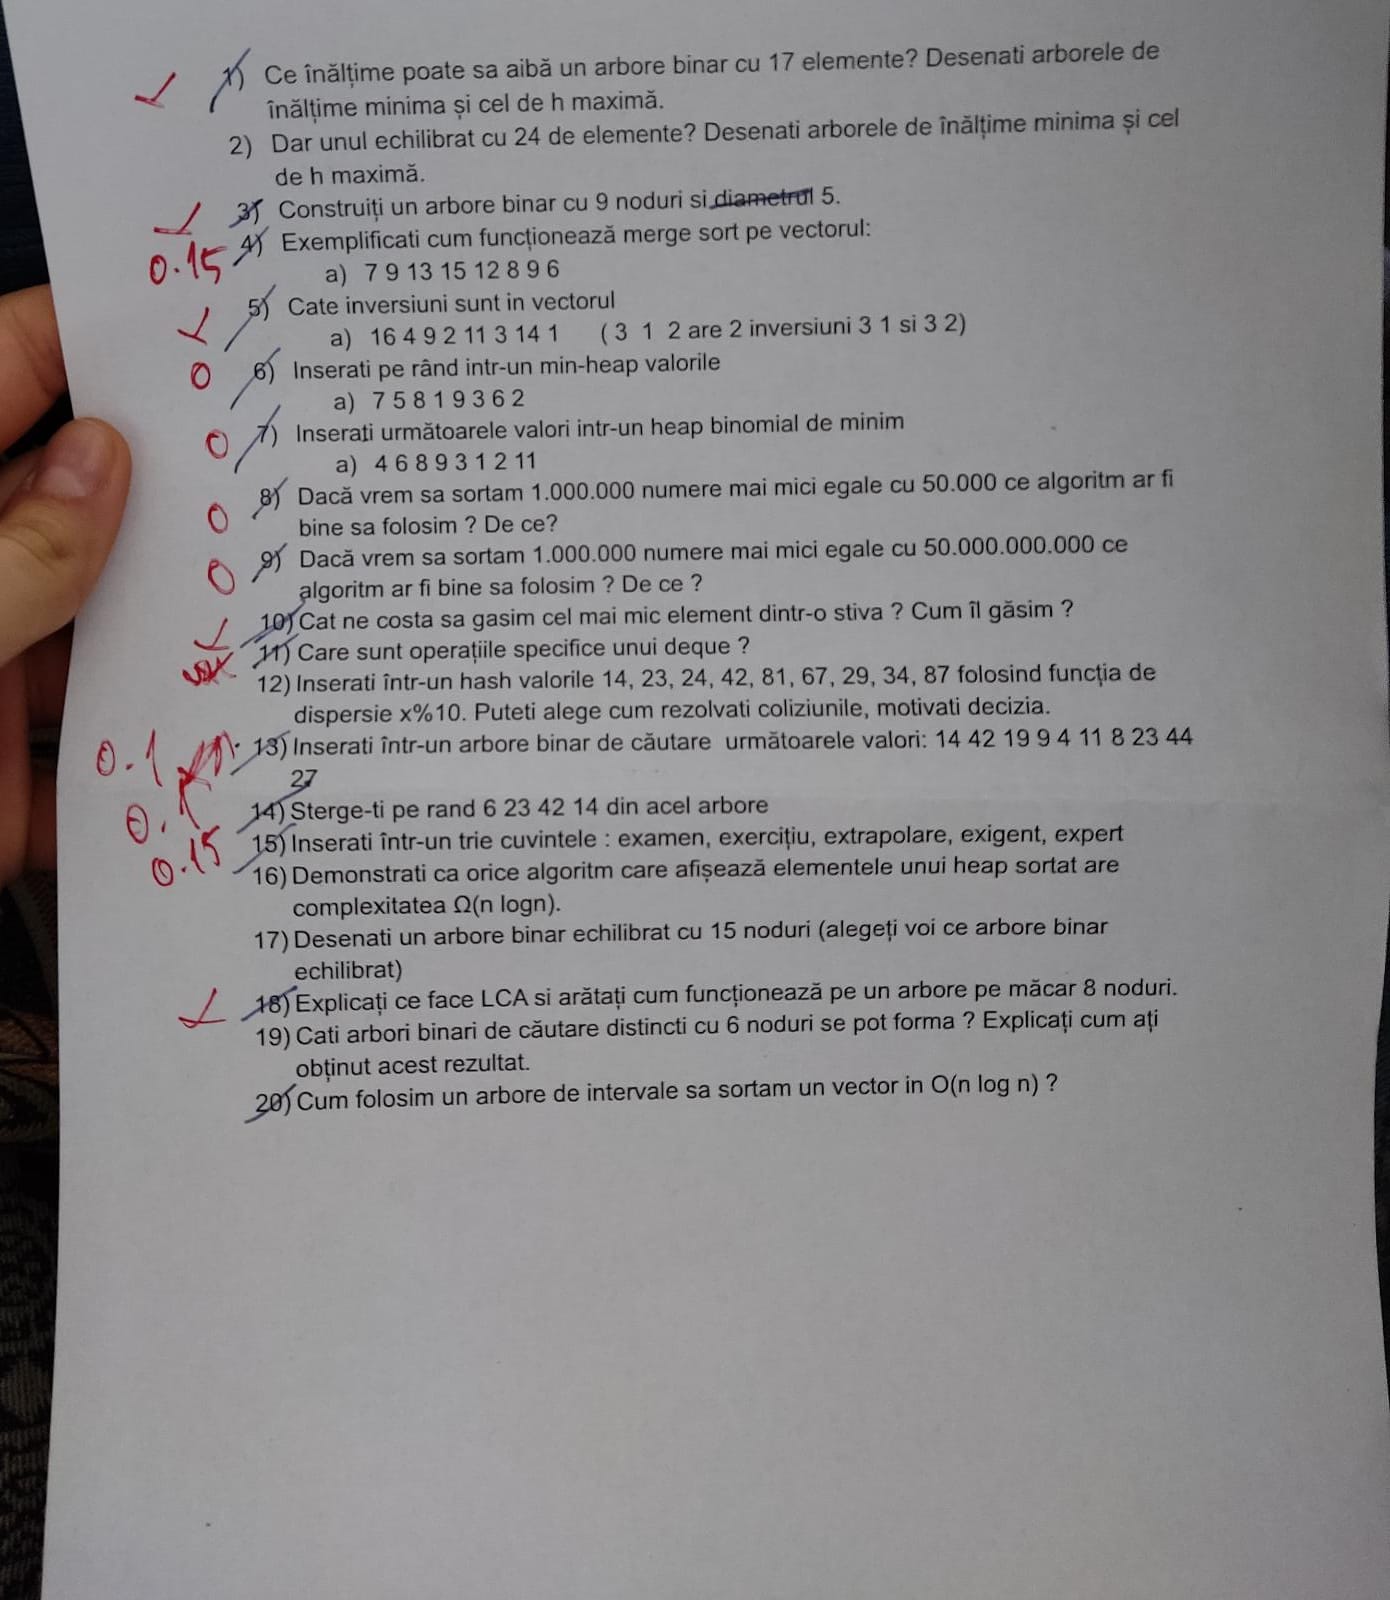 1) Ce înălțime poate sa aibă un arbore binar cu 17 elemente? Desenati arborele de
înălțime minima și cel de h maximă.
2) Dar unul echilibrat cu 24 de elemente? Desenati arborele de înălțime minima și cel
de h maximă.
3) Construiți un arbore binar cu 9 noduri si diametrul 5.
0.15 4) Exemplificati cum funcționează merge sort pe vectorul:
a) 7 9 13 15 12 8 9 6
5) Cate inversiuni sunt in vectorul
a) 16 4 9 2 11 3 14 1 ( 3 1 2 are 2 inversiuni 3 1 si 3 2)
0 6) Inserati pe rând intr-un min-heap valorile
a) 7 5 8 1 9 3 6 2
0 7) Inserati următoarele valori intr-un heap binomial de minim
a) 4 6 8 9 3 1 2 11
0 8) Dacă vrem sa sortam 1.000.000 numere mai mici egale cu 50.000 ce algoritm ar fi
bine sa folosim ? De ce?
0 9) Dacă vrem sa sortam 1.000.000 numere mai mici egale cu 50.000.000.000 ce
algoritm ar fi bine sa folosim ? De ce ?
10) Cat ne costa sa gasim cel mai mic element dintr-o stiva ? Cum îl găsim ?
11) Care sunt operațiile specifice unui deque ?
12) Inserati într-un hash valorile 14, 23, 24, 42, 81, 67, 29, 34, 87 folosind funcția de
dispersie x%10. Puteti alege cum rezolvati coliziunile, motivati decizia.
0.1 13) Inserati într-un arbore binar de căutare următoarele valori: 14 42 19 9 4 11 8 23 44
27
14) Sterge-ti pe rand 6 23 42 14 din acel arbore
0.15 15) Inserati într-un trie cuvintele : examen, exercițiu, extrapolare, exigent, expert
16) Demonstrati ca orice algoritm care afișează elementele unui heap sortat are
complexitatea Ω(n logn).
17) Desenati un arbore binar echilibrat cu 15 noduri (alegeți voi ce arbore binar
echilibrat)
18) Explicați ce face LCA si arătați cum funcționează pe un arbore pe măcar 8 noduri.
19) Cati arbori binari de căutare distincti cu 6 noduri se pot forma ? Explicați cum ați
obținut acest rezultat.
20) Cum folosim un arbore de intervale sa sortam un vector in O(n log n) ?